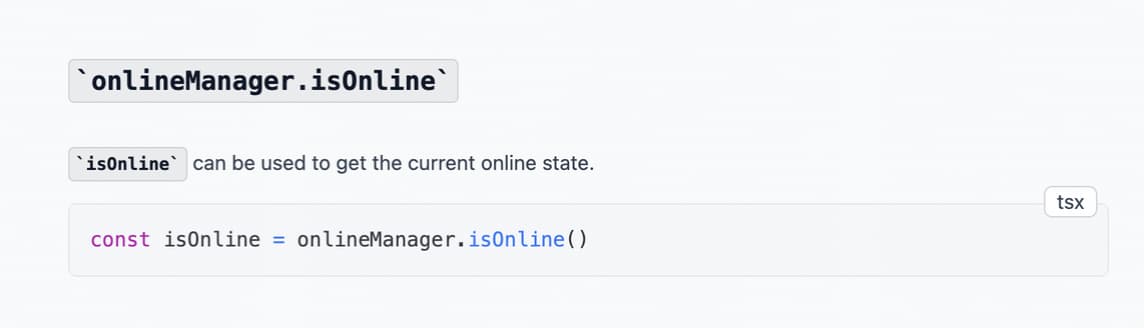 `onlineManager.isOnline`
`isOnline` can be used to get the current online state.
tsx
const isOnline = onlineManager.isOnline()